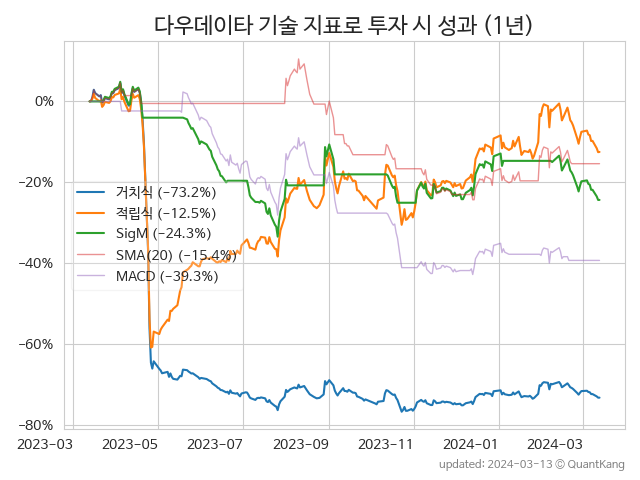 다우데이타 기술 지표로 투자 시 성과 (1년)
0%
−20%
−40%
−60%
−80%
거치식 (−73.2%)
적립식 (−12.5%)
SigM (−24.3%)
SMA(20) (−15.4%)
MACD (−39.3%)
2023-03 2023-05 2023-07 2023-09 2023-11 2024-01 2024-03
updated: 2024-03-13 © QuantKang